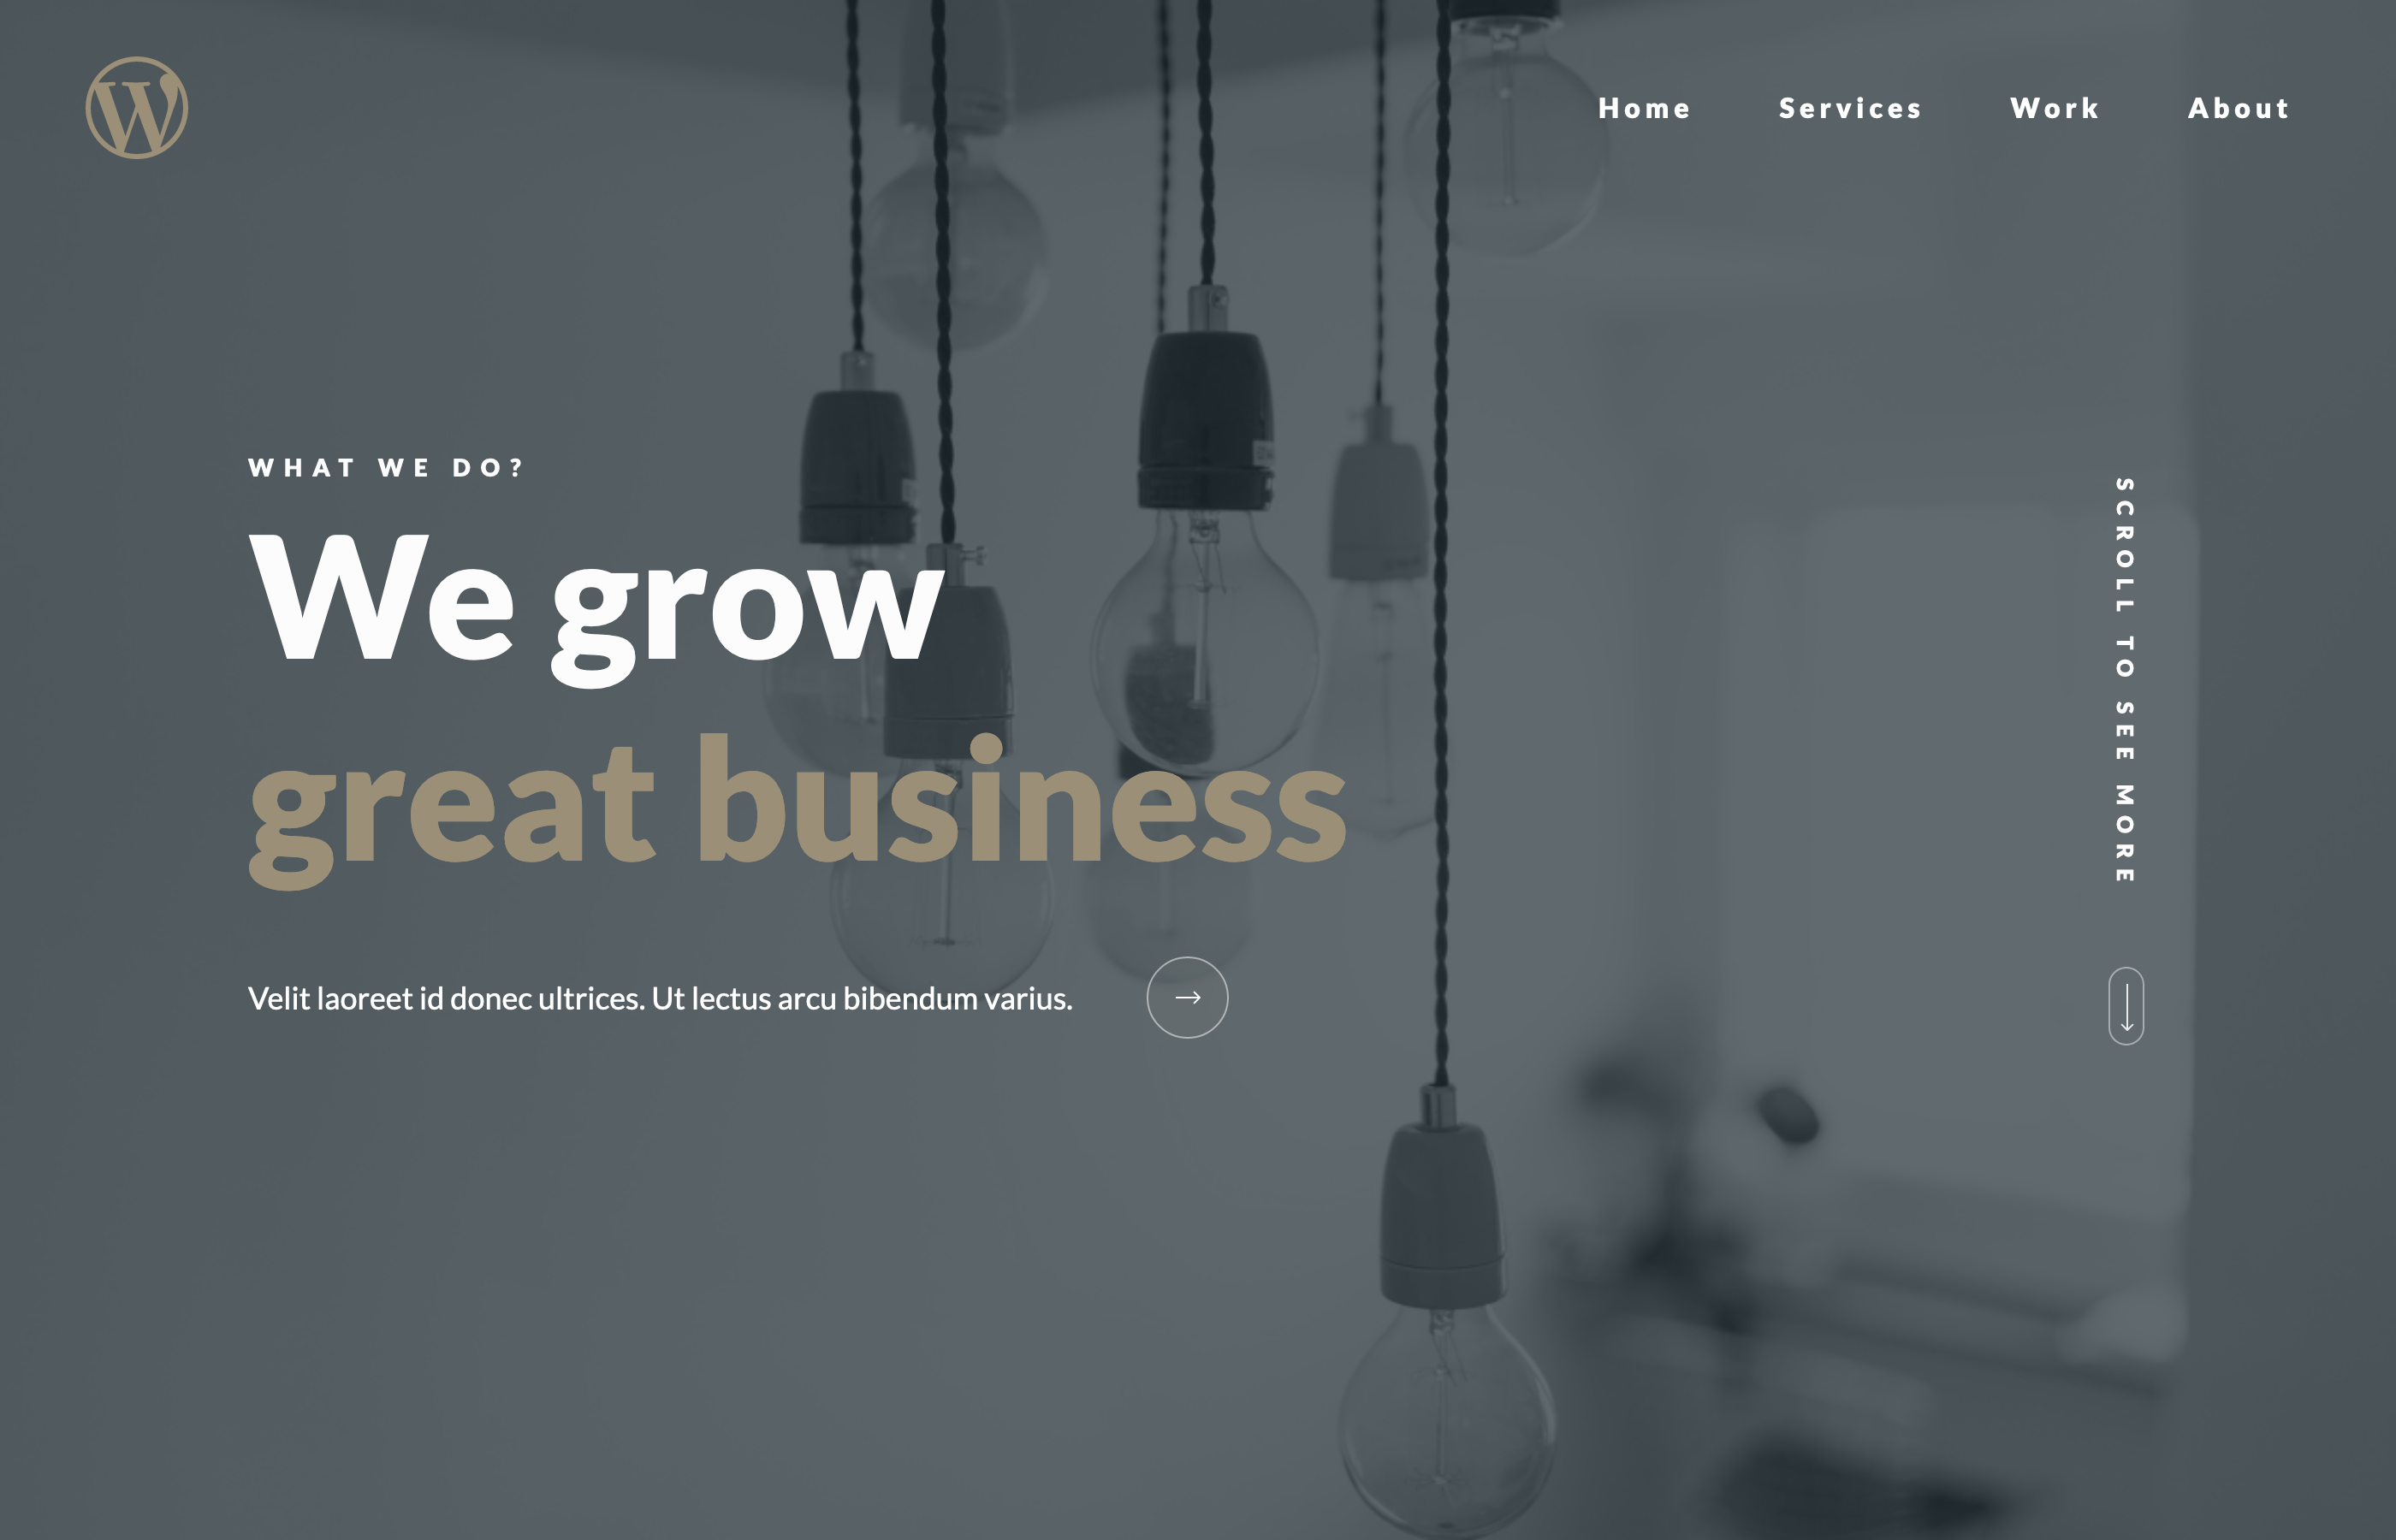 Home Services Work About
WHAT WE DO?
We grow
great business
Velit laoreet id donec ultrices. Ut lectus arcu bibendum varius.
SCROLL TO SEE MORE